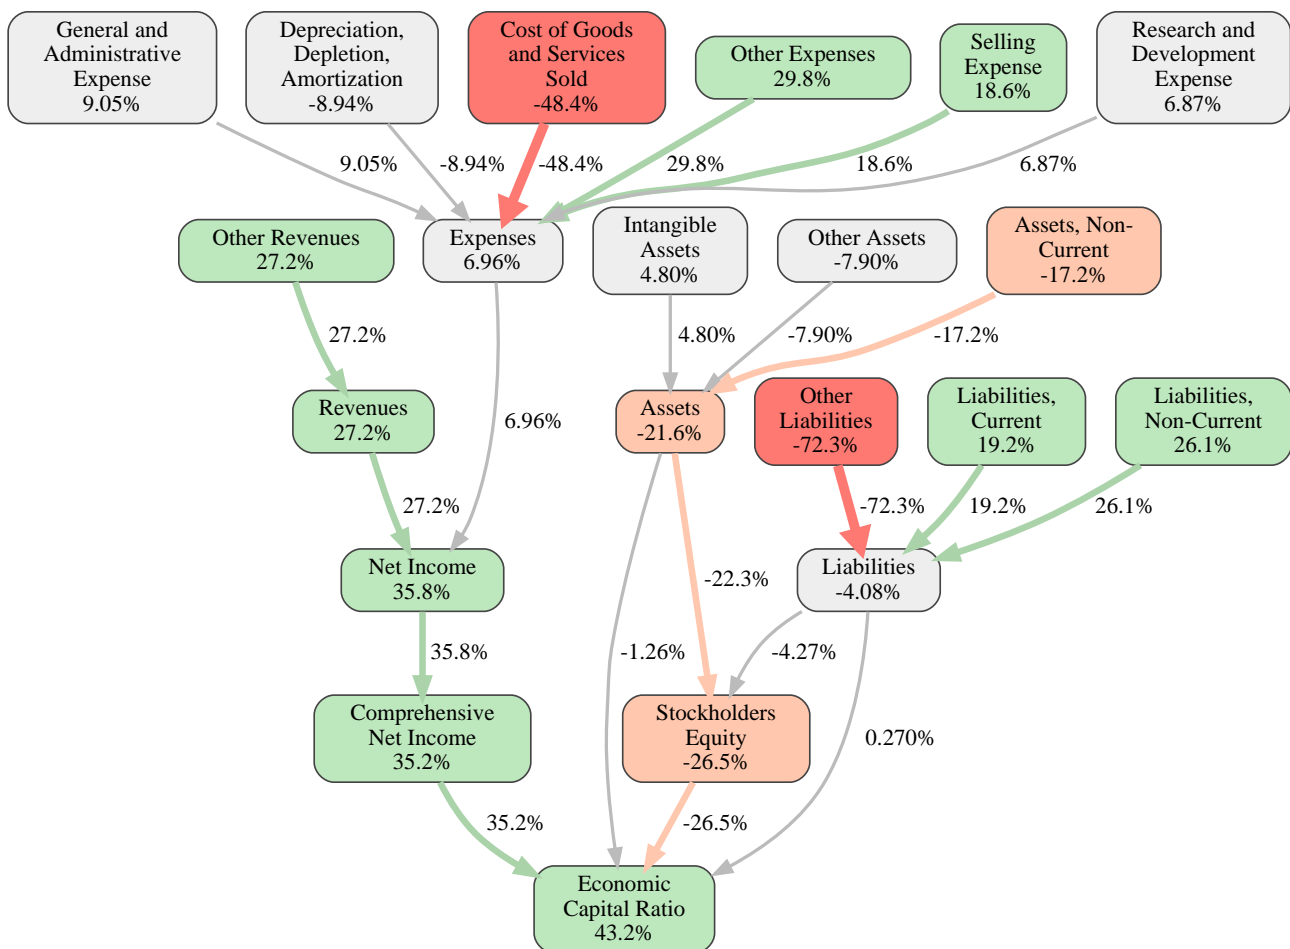 General and
Administrative
Expense
9.05%
Depreciation,
Depletion,
Amortization
-8.94%
Cost of Goods
and Services
Sold
-48.4%
Other Expenses
29.8%
Selling
Expense
18.6%
Research and
Development
Expense
6.87%
9.05%
-8.94%
-48.4%
29.8%
18.6%
6.87%
Other Revenues
27.2%
Expenses
6.96%
Intangible
Assets
4.80%
Other Assets
-7.90%
Assets, Non-
Current
-17.2%
27.2%
4.80%
-7.90%
-17.2%
Revenues
27.2%
6.96%
Assets
-21.6%
Other
Liabilities
-72.3%
Liabilities,
Current
19.2%
Liabilities,
Non-Current
26.1%
27.2%
-72.3%
19.2%
26.1%
Net Income
35.8%
-22.3%
Liabilities
-4.08%
35.8%
-1.26%
-4.27%
Comprehensive
Net Income
35.2%
Stockholders
Equity
-26.5%
0.270%
35.2%
-26.5%
Economic
Capital Ratio
43.2%